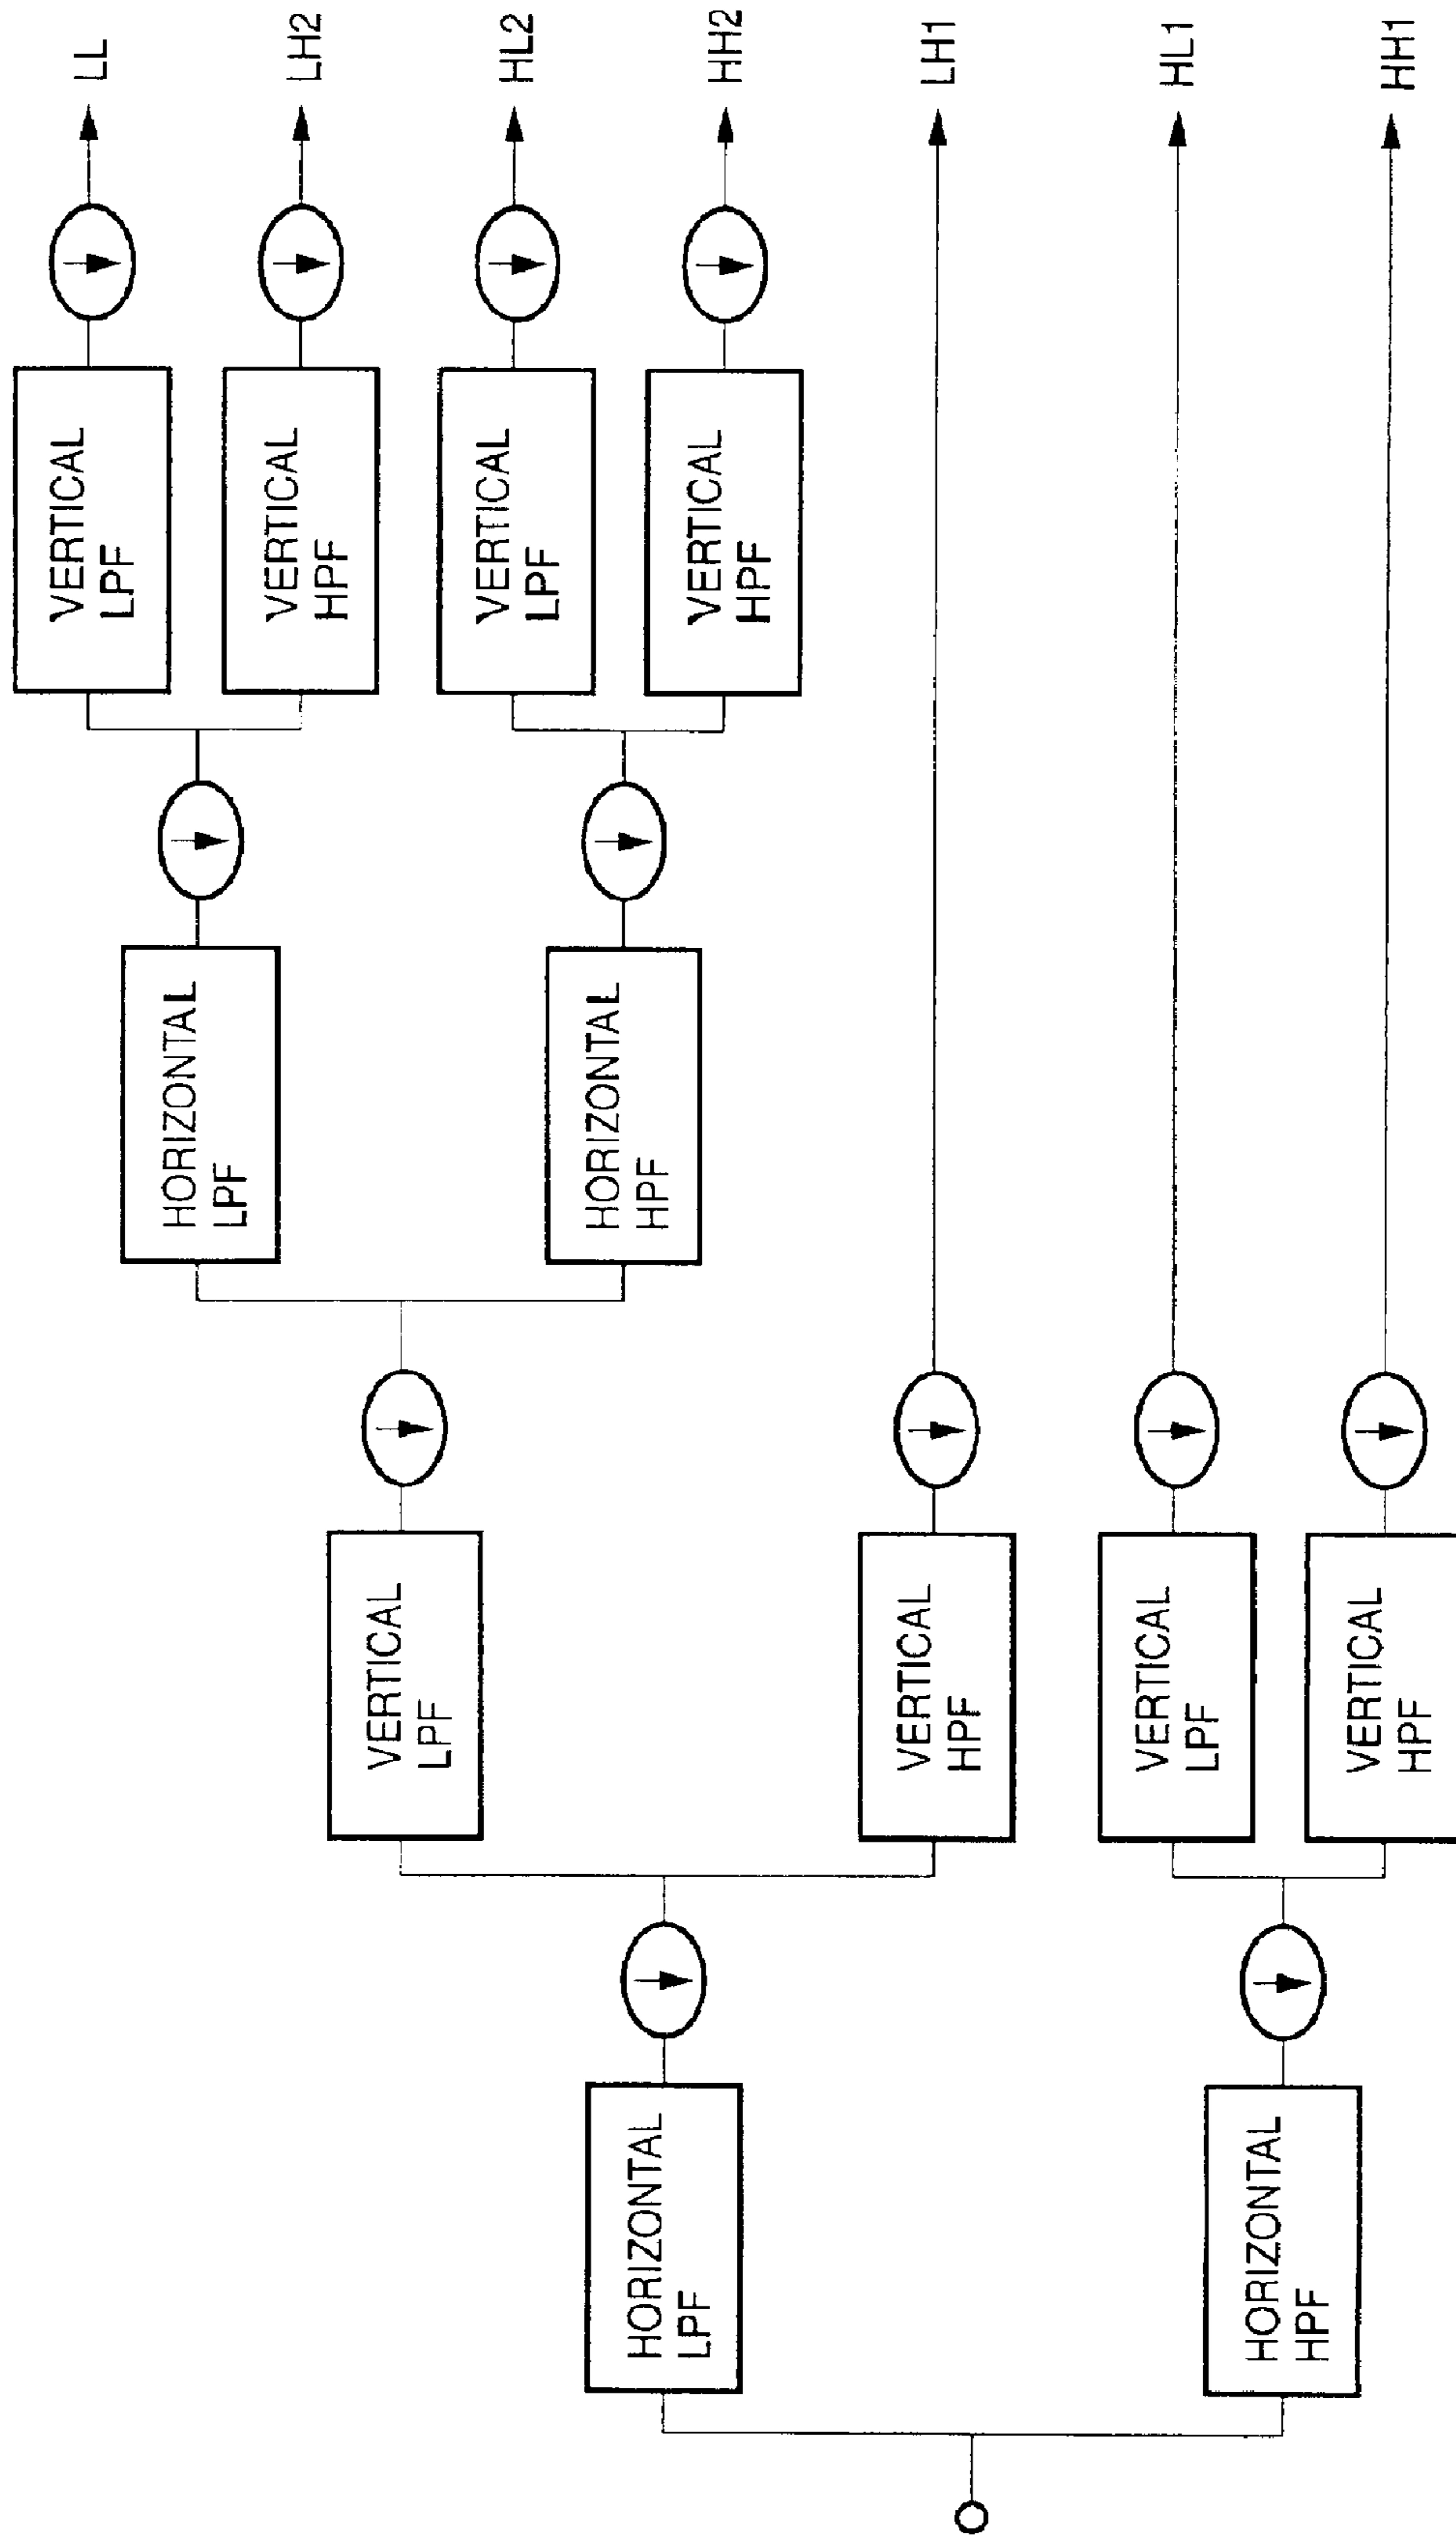 HORIZONTAL
LPF
HORIZONTAL
HPF
VERTICAL
LPF
VERTICAL
HPF
VERTICAL
LPF
VERTICAL
HPF
HORIZONTAL
LPF
HORIZONTAL
HPF
VERTICAL
LPF
VERTICAL
HPF
VERTICAL
LPF
VERTICAL
HPF
LL
LH2
HL2
HH2
LH1
HL1
HH1